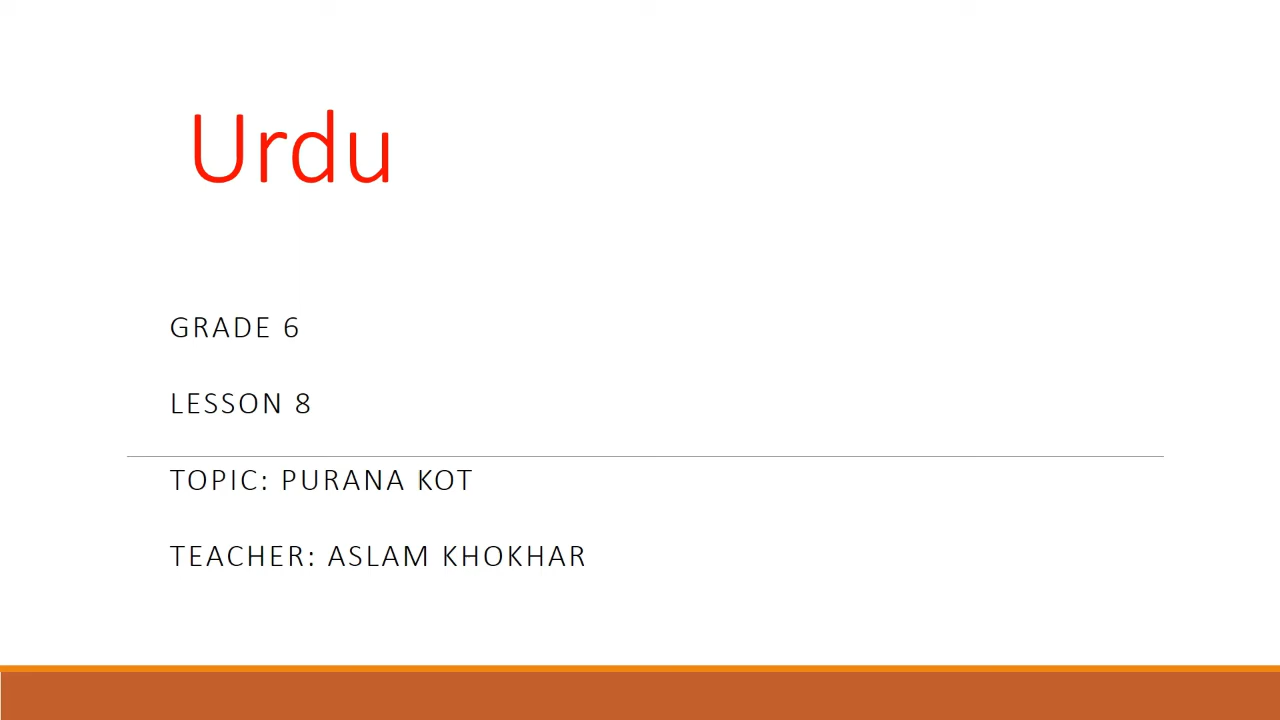 Urdu
GRADE 6
LESSON 8
TOPIC: PURANA KOT
TEACHER: ASLAM KHOKHAR